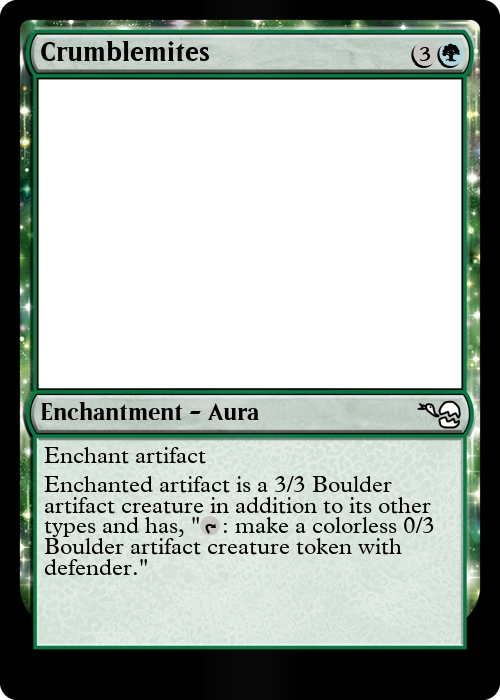 Crumblemites 3
Enchantment – Aura
Enchant artifact
Enchanted artifact is a 3/3 Boulder
artifact creature in addition to its other
types and has, " : make a colorless 0/3
Boulder artifact creature token with
defender."